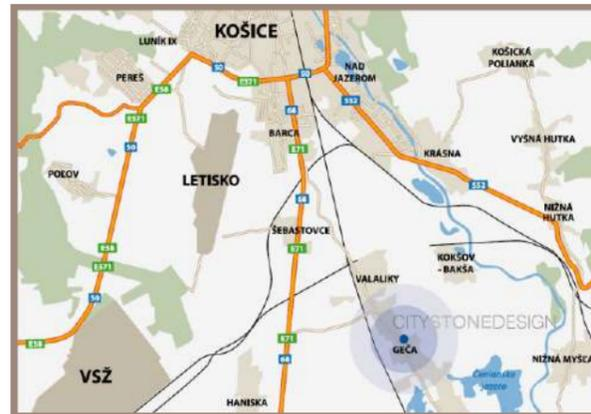 KOŠICE
LUNÍK IX
50
50
E571
NAD
JAZEROM
KOŠICKÁ
POLIANKA
PEREŠ
E58
E571
68
552
BARCA
E71
50
KRÁSNA
VYŠNÁ HUTKA
POĽOV
LETISKO
552
68
NIŽNÁ
HUTKA
ŠEBASTOVCE
E71
E58
E571
KOKŠOV
- BAKŠA
VALALIKY
50
CITYSTONEDESIGN
E58
E71
68
GEČA
VSŽ
NIŽNÁ MYŠĽA
Čanianske
jazero
HANISKA